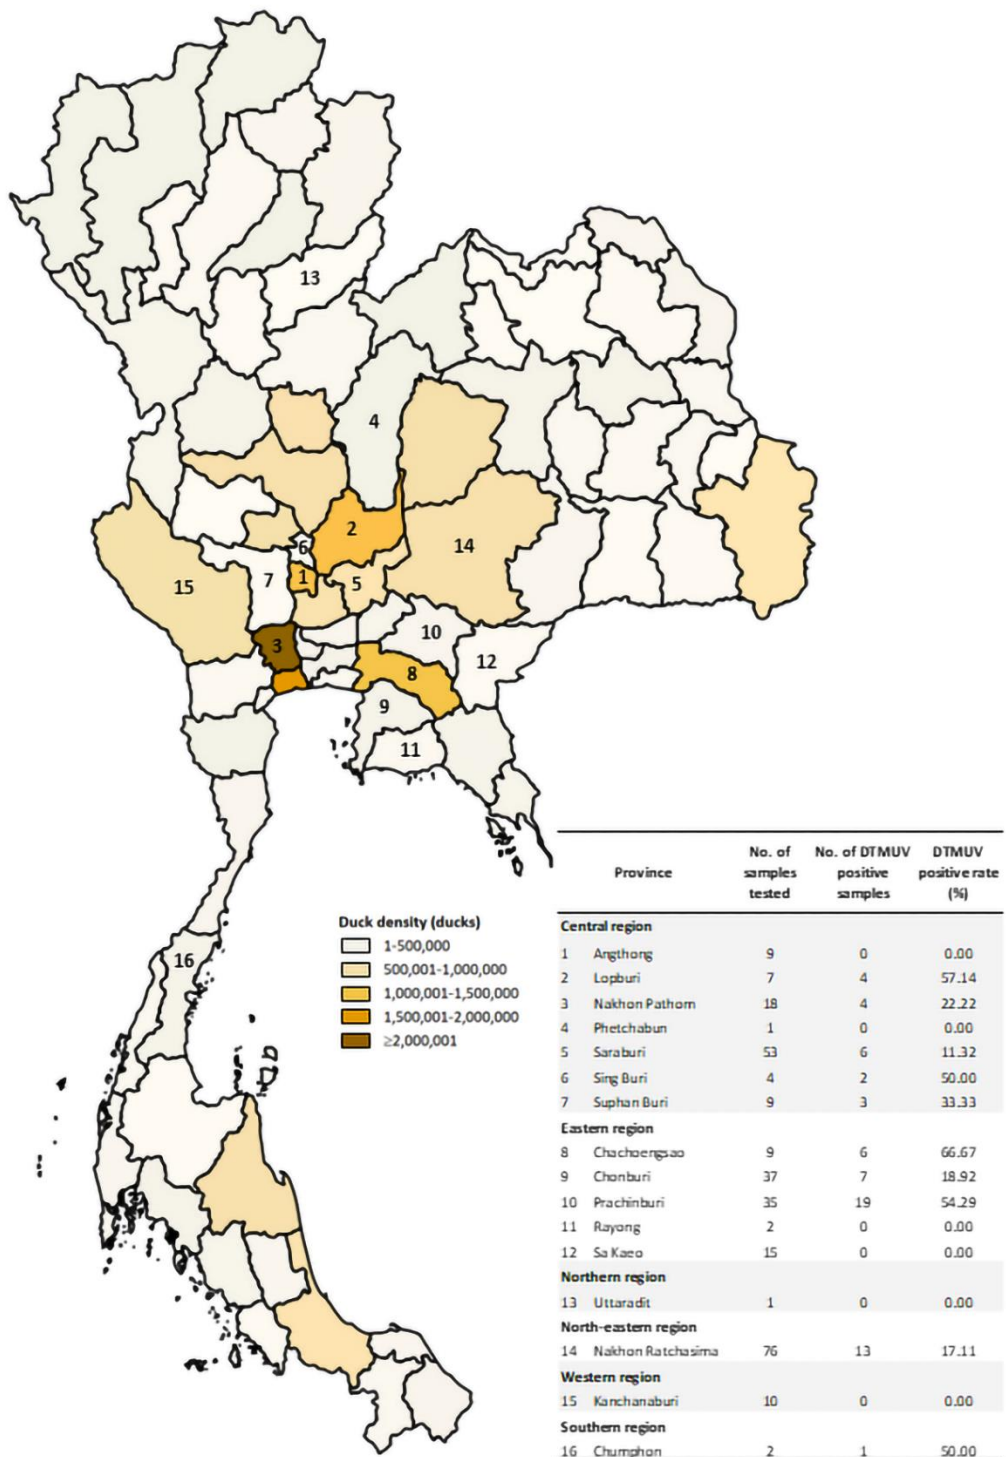 13
4
2
6
14
1
5
7
15
10
3
12
8
9
11
16
Duck density (ducks)
1-500,000
500,001-1,000,000
1,000,001-1,500,000
1,500,001-2,000,000
≥2,000,001
Province No. of samples tested No. of DTMUV positive samples DTMUV positive rate (%)
Central region
1 Angthong 9 0 0.00
2 Lopburi 7 4 57.14
3 Nakhon Pathom 18 4 22.22
4 Phetchabun 1 0 0.00
5 Saraburi 53 6 11.32
6 Sing Buri 4 2 50.00
7 Suphan Buri 9 3 33.33
Eastern region
8 Chachoengsao 9 6 66.67
9 Chonburi 37 7 18.92
10 Prachinburi 35 19 54.29
11 Rayong 2 0 0.00
12 Sa Kaeo 15 0 0.00
Northern region
13 Uttaradit 1 0 0.00
North-eastern region
14 Nakhon Ratchasima 76 13 17.11
Western region
15 Kanchanaburi 10 0 0.00
Southern region
16 Chumphon 2 1 50.00